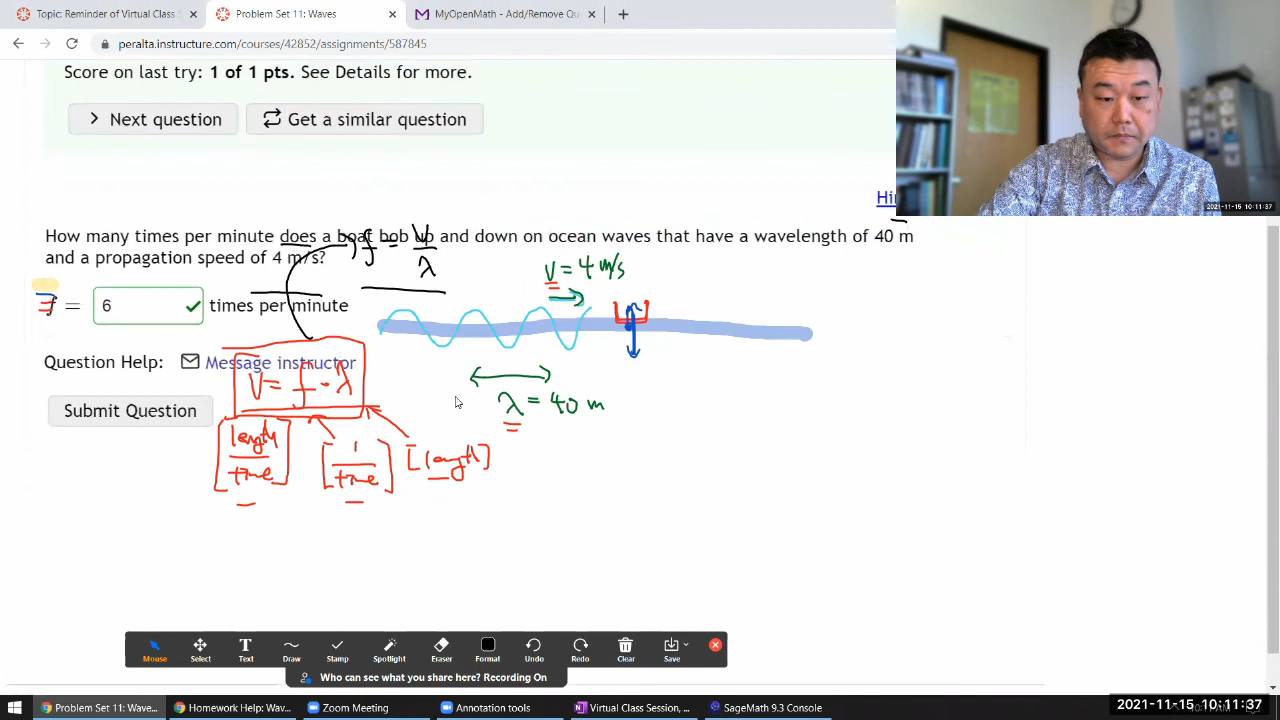 Topic: Reminder of Virtual Class S
Problem Set 11: Waves
MyOpenMath - Add/Remove Qu
peralta.instructure.com/courses/42852/assignments/587845
Score on last try: 1 of 1 pts. See Details for more.
Next question
Get a similar question
2021-11-15 10:11:37
How many times per minute does a boat bob up and down on ocean waves that have a wavelength of 40 m
and a propagation speed of 4 m/s?
f = V/λ
V = 4 m/s
f = 6 times per minute
Question Help: Message instructor
V = f · λ
λ = 40 m
Submit Question
[length/time] [1/time] [length]
Mouse Select Text Draw Stamp Spotlight Eraser Format Undo Redo Clear Save
Who can see what you share here? Recording On
Problem Set 11: Wave...
Homework Help: Wav...
Zoom Meeting
Annotation tools
Virtual Class Session, ...
SageMath 9.3 Console
2021-11-15 10:11:37